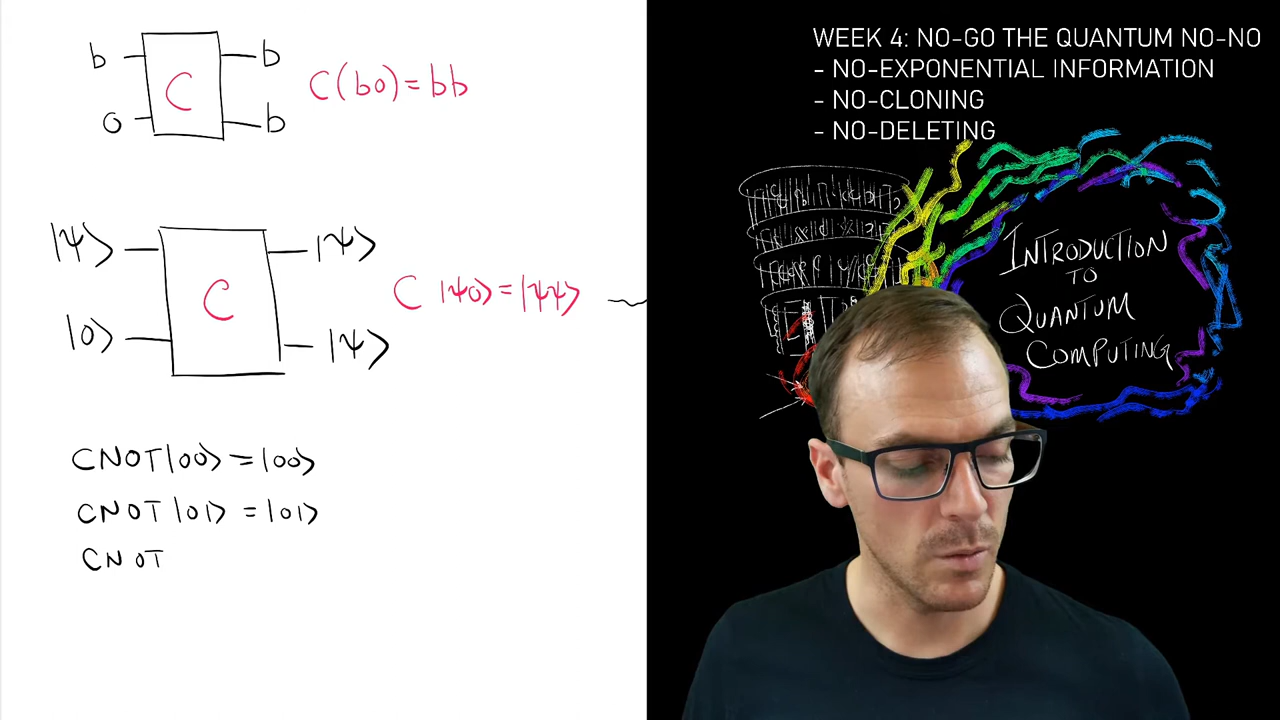 b
b
C
C(b0) = bb
0
b
|ψ⟩
|ψ⟩
C
C |ψ0⟩ = |ψψ⟩
|0⟩
|ψ⟩
CNOT|00⟩ = |00⟩
CNOT|01⟩ = |01⟩
CNOT
WEEK 4: NO-GO THE QUANTUM NO-NO
- NO-EXPONENTIAL INFORMATION
- NO-CLONING
- NO-DELETING
INTRODUCTION
TO
QUANTUM
COMPUTING